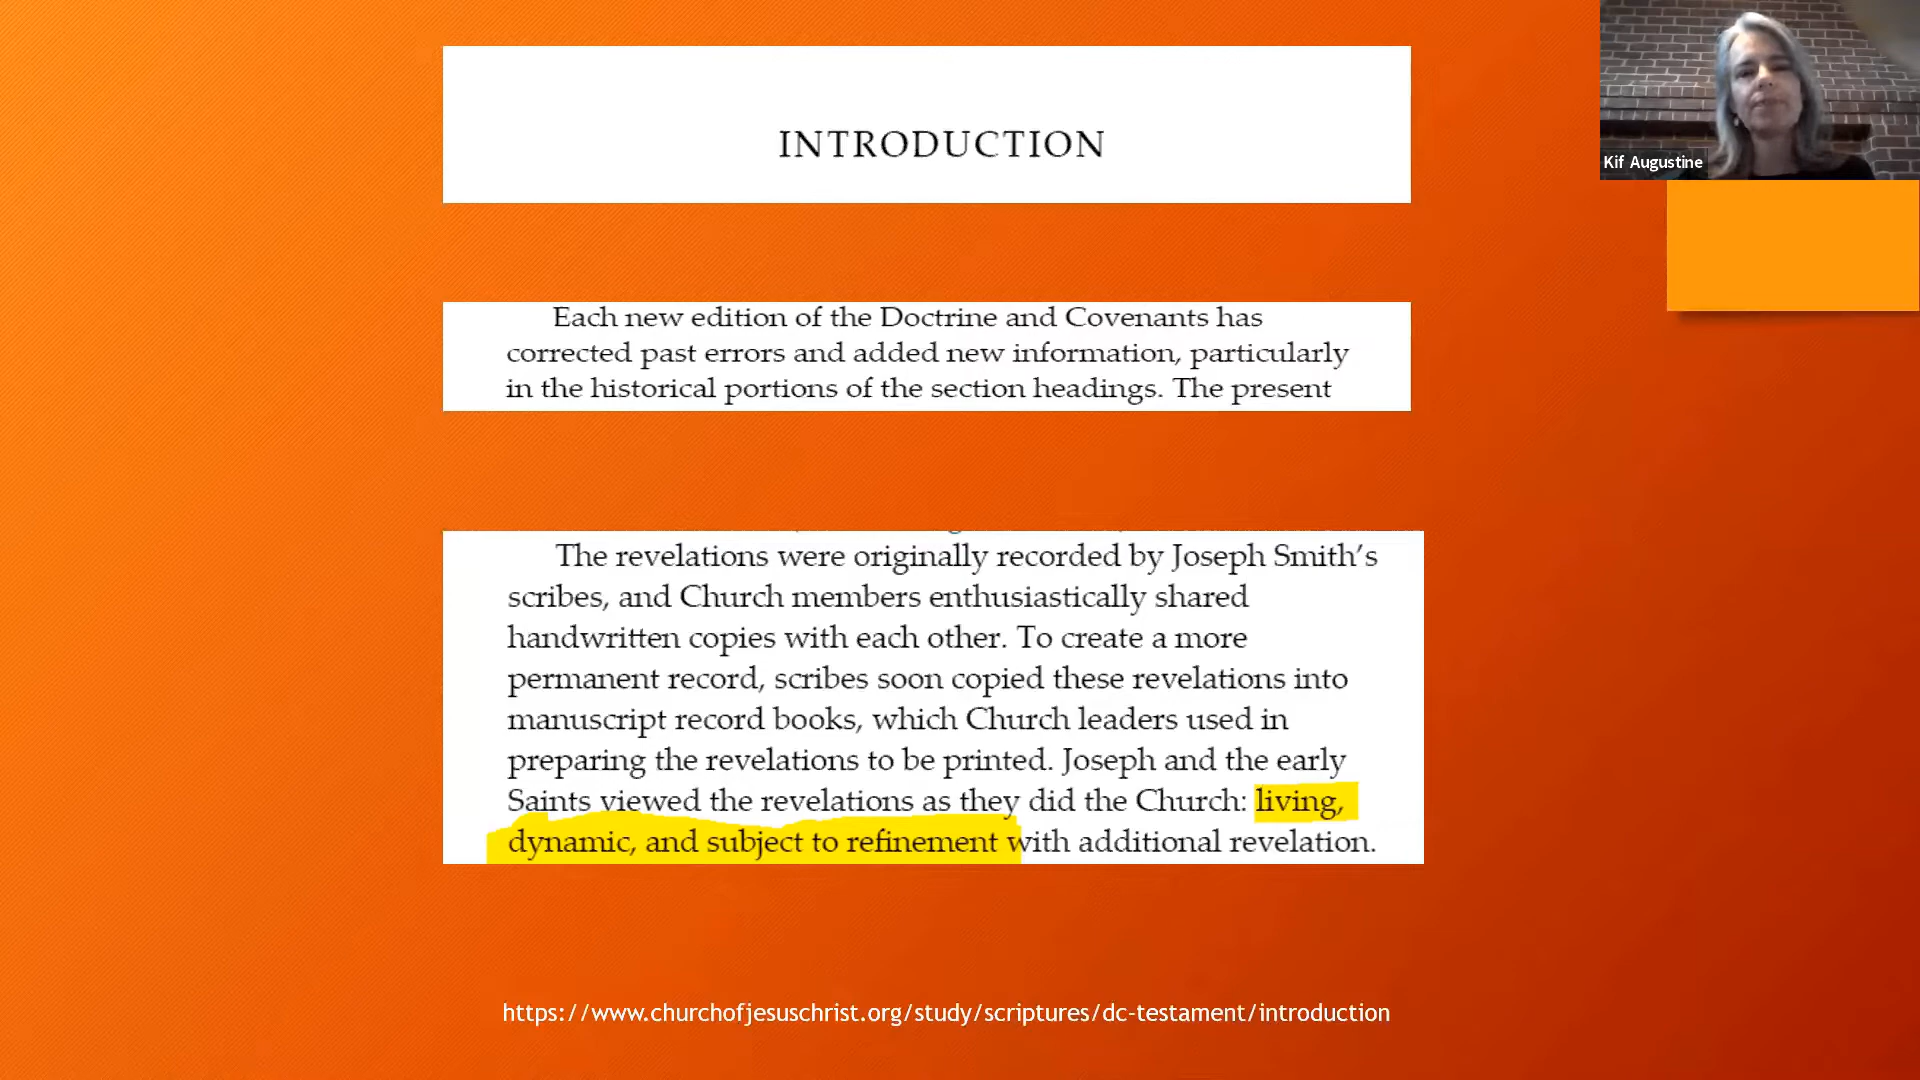 INTRODUCTION
Kif Augustine
Each new edition of the Doctrine and Covenants has
corrected past errors and added new information, particularly
in the historical portions of the section headings. The present
The revelations were originally recorded by Joseph Smith's
scribes, and Church members enthusiastically shared
handwritten copies with each other. To create a more
permanent record, scribes soon copied these revelations into
manuscript record books, which Church leaders used in
preparing the revelations to be printed. Joseph and the early
Saints viewed the revelations as they did the Church: living,
dynamic, and subject to refinement with additional revelation.
https://www.churchofjesuschrist.org/study/scriptures/dc-testament/introduction